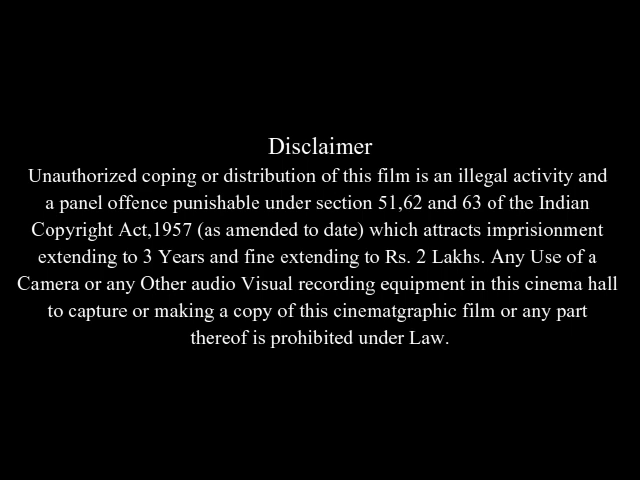 Disclaimer
Unauthorized coping or distribution of this film is an illegal activity and
a panel offence punishable under section 51,62 and 63 of the Indian
Copyright Act,1957 (as amended to date) which attracts imprisionment
extending to 3 Years and fine extending to Rs. 2 Lakhs. Any Use of a
Camera or any Other audio Visual recording equipment in this cinema hall
to capture or making a copy of this cinematgraphic film or any part
thereof is prohibited under Law.